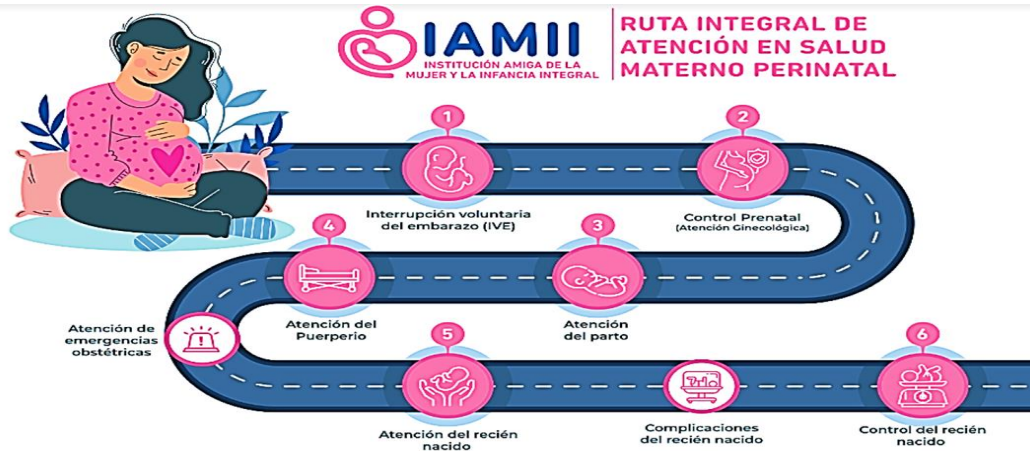 IAMII
INSTITUCIÓN AMIGA DE LA
MUJER Y LA INFANCIA INTEGRAL
RUTA INTEGRAL DE
ATENCIÓN EN SALUD
MATERNO PERINATAL
1
Interrupción voluntaria
del embarazo (IVE)
2
Control Prenatal
(Atención Ginecológica)
3
Atención
del parto
4
Atención del
Puerperio
Atención de
emergencias
obstétricas
5
Atención del recién
nacido
Complicaciones
del recién nacido
6
Control del recién
nacido